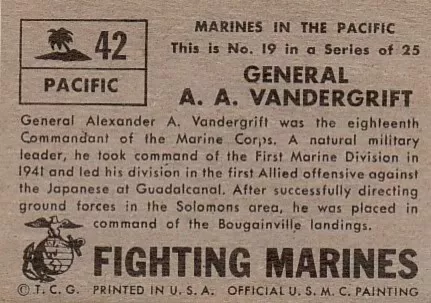 42
PACIFIC
MARINES IN THE PACIFIC
This is No. 19 in a Series of 25
GENERAL
A. A. VANDERGRIFT
General Alexander A. Vandergrift was the eighteenth
Commandant of the Marine Corps. A natural military
leader, he took command of the First Marine Division in
1941 and led his division in the first Allied offensive against
the Japanese at Guadalcanal. After successfully directing
ground forces in the Solomons area, he was placed in
command of the Bougainville landings.
FIGHTING MARINES
© T. C. G. PRINTED IN U. S. A. OFFICIAL U. S. M. C. PAINTING